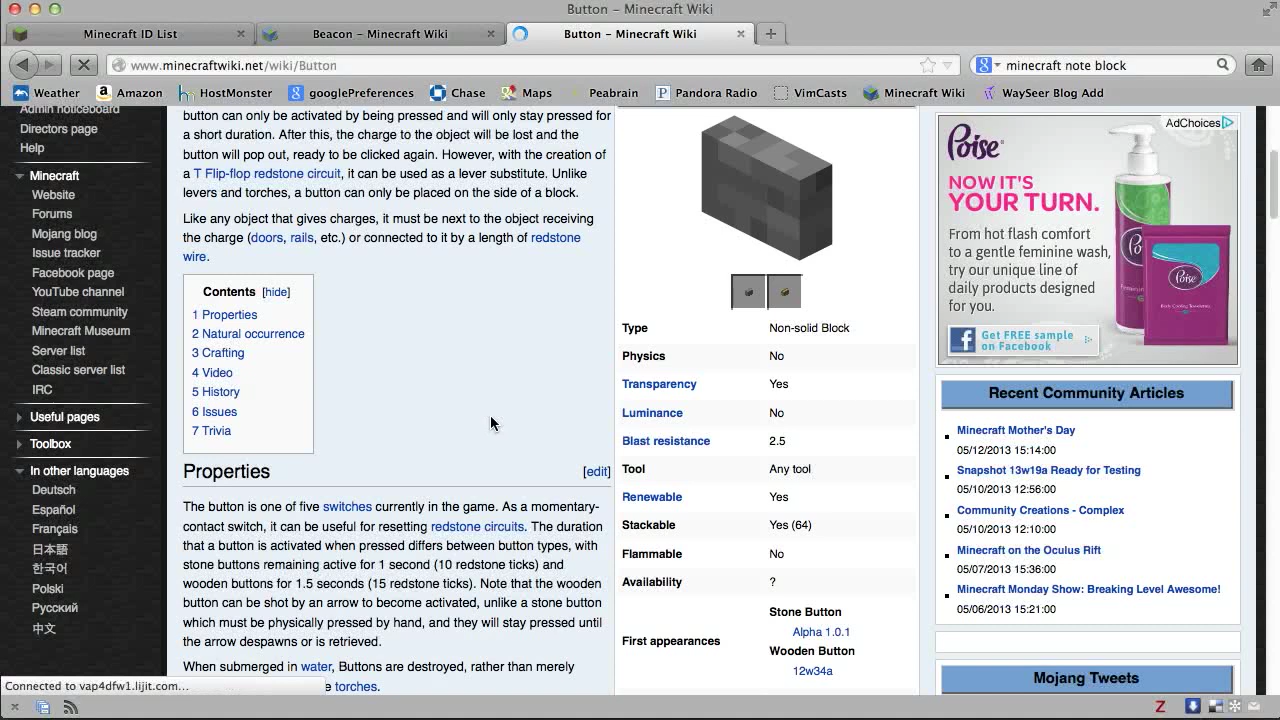 Button – Minecraft Wiki
Minecraft ID List
Beacon – Minecraft Wiki
Button – Minecraft Wiki
www.minecraftwiki.net/wiki/Button
minecraft note block
Weather
Amazon
HostMonster
googlePreferences
Chase
Maps
Peabrain
Pandora Radio
VimCasts
Minecraft Wiki
WaySeer Blog Add
Admin noticeboard
Directors page
Help
Minecraft
Website
Forums
Mojang blog
Issue tracker
Facebook page
YouTube channel
Steam community
Minecraft Museum
Server list
Classic server list
IRC
Useful pages
Toolbox
In other languages
Deutsch
Español
Français
日本語
한국어
Polski
Русский
中文
button can only be activated by being pressed and will only stay pressed for
a short duration. After this, the charge to the object will be lost and the
button will pop out, ready to be clicked again. However, with the creation of
a T Flip-flop redstone circuit, it can be used as a lever substitute. Unlike
levers and torches, a button can only be placed on the side of a block.
Like any object that gives charges, it must be next to the object receiving
the charge (doors, rails, etc.) or connected to it by a length of redstone
wire.
Contents [hide]
1 Properties
2 Natural occurrence
3 Crafting
4 Video
5 History
6 Issues
7 Trivia
Properties
[edit]
The button is one of five switches currently in the game. As a momentary-
contact switch, it can be useful for resetting redstone circuits. The duration
that a button is activated when pressed differs between button types, with
stone buttons remaining active for 1 second (10 redstone ticks) and
wooden buttons for 1.5 seconds (15 redstone ticks). Note that the wooden
button can be shot by an arrow to become activated, unlike a stone button
which must be physically pressed by hand, and they will stay pressed until
the arrow despawns or is retrieved.
When submerged in water, Buttons are destroyed, rather than merely
e torches.
Type Non-solid Block
Physics No
Transparency Yes
Luminance No
Blast resistance 2.5
Tool Any tool
Renewable Yes
Stackable Yes (64)
Flammable No
Availability ?
First appearances
Stone Button
Alpha 1.0.1
Wooden Button
12w34a
AdChoices
Poise
NOW IT'S
YOUR TURN.
From hot flash comfort
to a gentle feminine wash,
try our unique line of
daily products designed
for you.
Get FREE sample
on Facebook
Poise
Recent Community Articles
Minecraft Mother's Day
05/12/2013 15:14:00
Snapshot 13w19a Ready for Testing
05/10/2013 12:56:00
Community Creations - Complex
05/10/2013 12:10:00
Minecraft on the Oculus Rift
05/07/2013 15:36:00
Minecraft Monday Show: Breaking Level Awesome!
05/06/2013 15:21:00
Mojang Tweets
Connected to vap4dfw1.lijit.com...